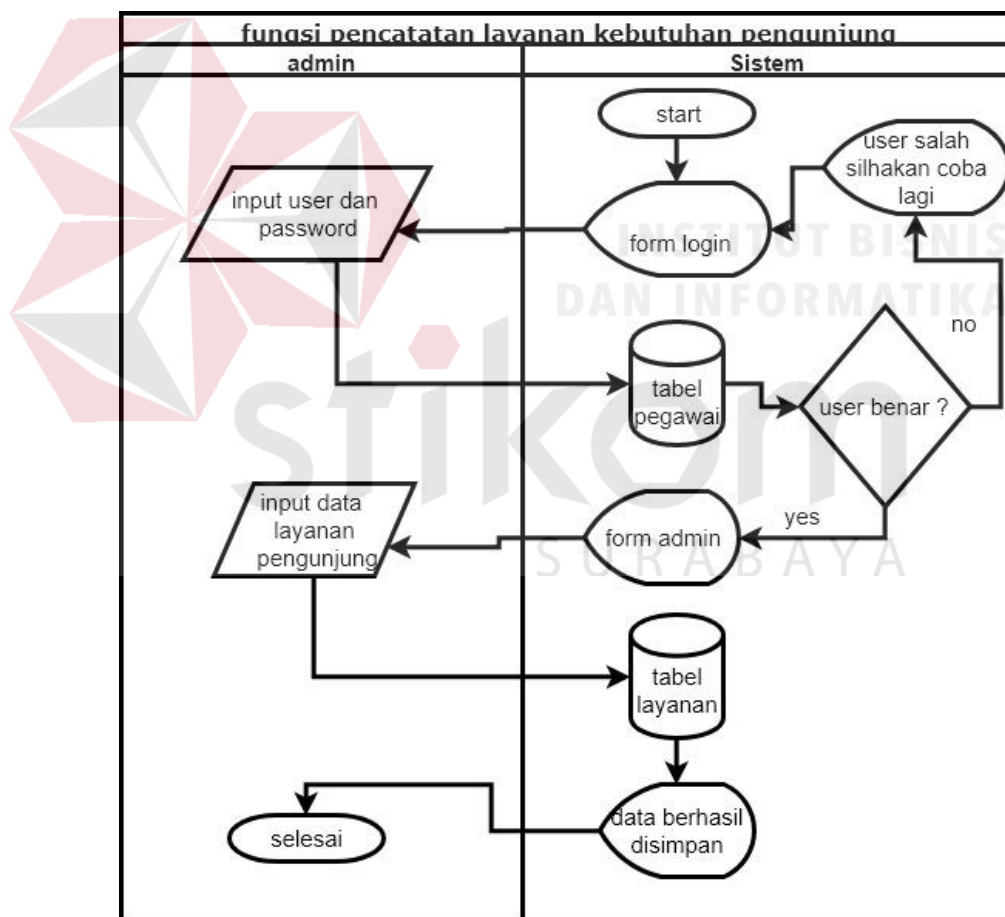 fungsi pencatatan layanan kebutuhan pengunjung
admin
Sistem
start
user salah
silhakan coba
lagi
input user dan
password
form login
INSTITUT BISNIS
DAN INFORMATIKA
no
tabel
pegawai
user benar ?
stikom
input data
layanan
pengunjung
form admin
yes
SURABAYA
tabel
layanan
data berhasil
disimpan
selesai